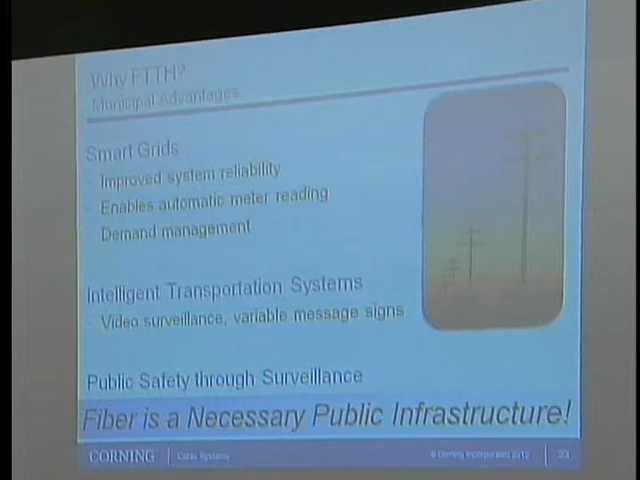 Why FTTH?
Municipal Advantages
Smart Grids
- Improved system reliability
- Enables automatic meter reading
- Demand management
Intelligent Transportation Systems
- Video surveillance, variable message signs
Public Safety through Surveillance
Fiber is a Necessary Public Infrastructure!
CORNING Cable Systems © Corning Incorporated 2012 23